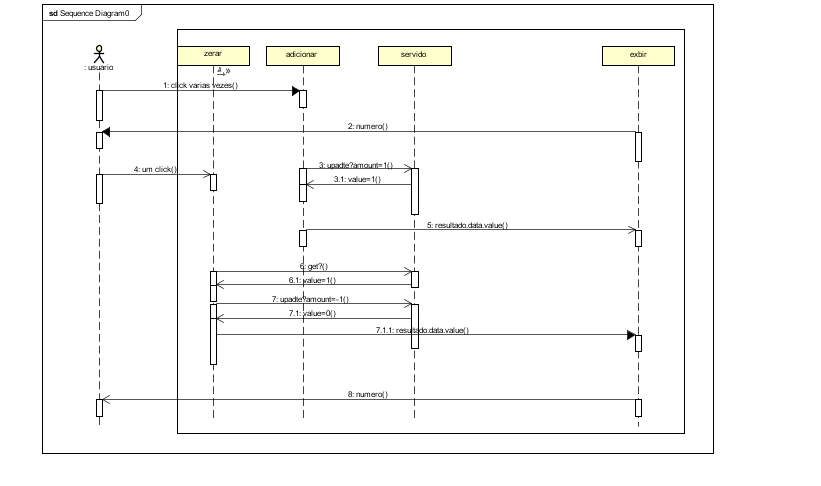 sd Sequence Diagram0
zerar
adicionar
servido
exbir
: usuario
1: click varias vezes()
2: numero()
3: upadte?amount=1()
4: um click()
3.1: value=1()
5: resultado.data.value()
6: get?()
6.1: value=1()
7: upadte?amount=-1()
7.1: value=0()
7.1.1: resultado.data.value()
8: numero()